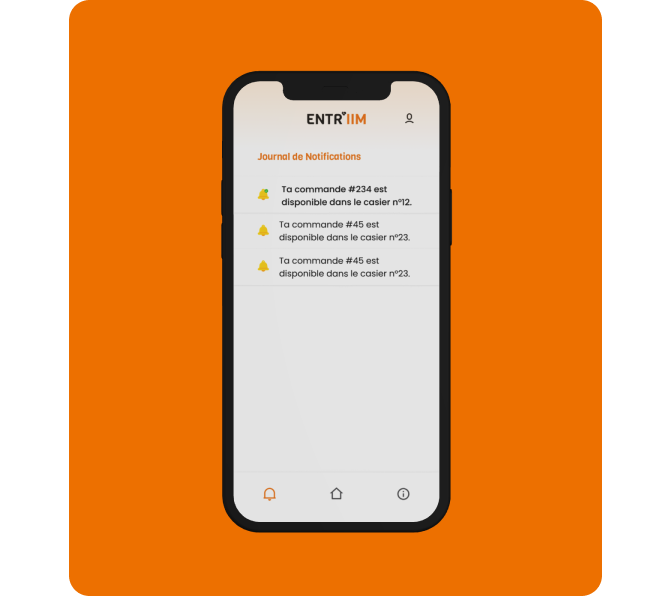 ENTR'IIM
Journal de Notifications
Ta commande #234 est
disponible dans le casier n°12.
Ta commande #45 est
disponible dans le casier n°23.
Ta commande #45 est
disponible dans le casier n°23.